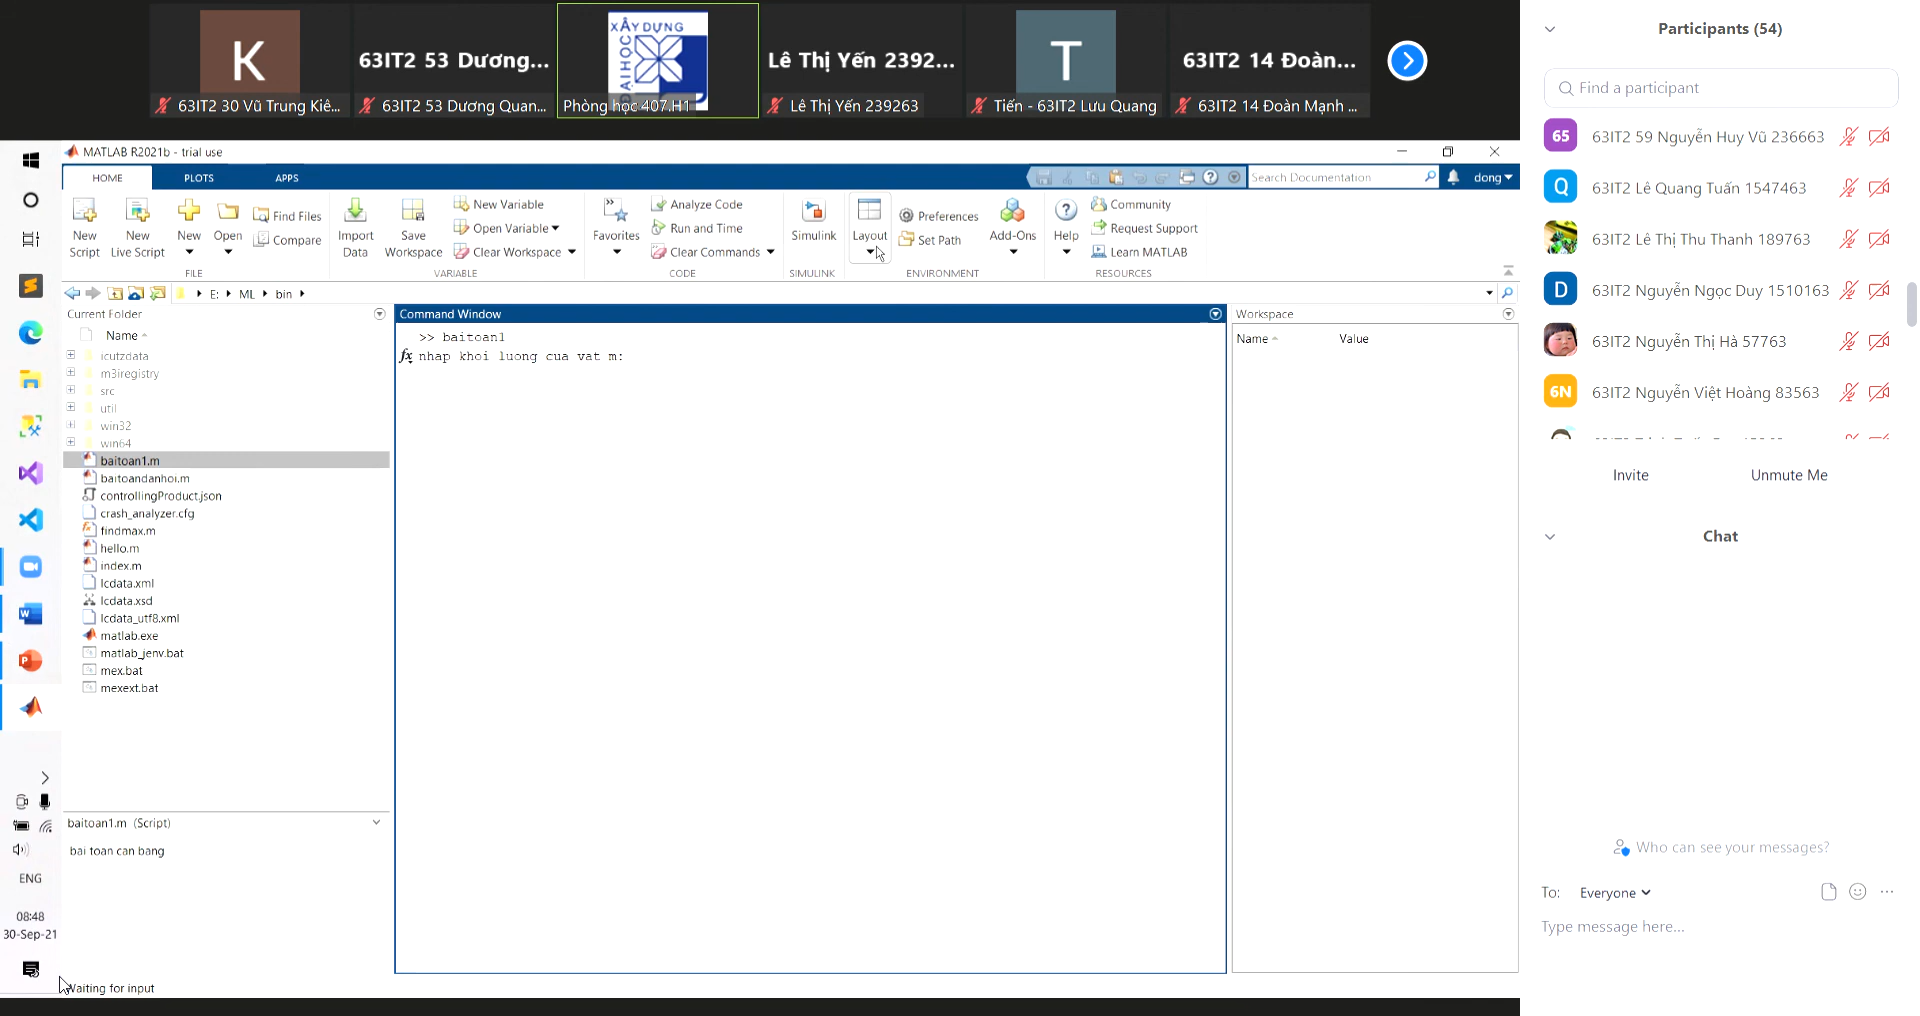 K
63IT2 30 Vũ Trung Kiê...
63IT2 53 Dương...
63IT2 53 Dương Quan...
XÂY DỰNG
ĐẠI HỌC
Phòng học 407.H1
Lê Thị Yến 2392...
Lê Thị Yến 239263
T
Tiến - 63IT2 Lưu Quang
63IT2 14 Đoàn...
63IT2 14 Đoàn Mạnh ...
MATLAB R2021b - trial use
HOME PLOTS APPS
Search Documentation
dong
New Script
New Live Script
New
Open
Find Files
Compare
FILE
Import Data
Save Workspace
New Variable
Open Variable
Clear Workspace
VARIABLE
Favorites
Analyze Code
Run and Time
Clear Commands
CODE
Simulink
SIMULINK
Layout
Preferences
Set Path
Add-Ons
ENVIRONMENT
Help
Community
Request Support
Learn MATLAB
RESOURCES
E: ML bin
Current Folder
Name
icutzdata
m3iregistry
src
util
win32
win64
baitoan1.m
baitoandanhoi.m
controllingProduct.json
crash_analyzer.cfg
findmax.m
hello.m
index.m
lcdata.xml
lcdata.xsd
lcdata_utf8.xml
matlab.exe
matlab_jenv.bat
mex.bat
mexext.bat
baitoan1.m (Script)
bai toan can bang
Command Window
>> baitoan1
fx nhap khoi luong cua vat m:
Workspace
Name Value
ENG
08:48
30-Sep-21
Waiting for input
Participants (54)
Find a participant
65 63IT2 59 Nguyễn Huy Vũ 236663
Q 63IT2 Lê Quang Tuấn 1547463
63IT2 Lê Thị Thu Thanh 189763
D 63IT2 Nguyễn Ngọc Duy 1510163
63IT2 Nguyễn Thị Hà 57763
6N 63IT2 Nguyễn Việt Hoàng 83563
Invite Unmute Me
Chat
Who can see your messages?
To: Everyone
Type message here...